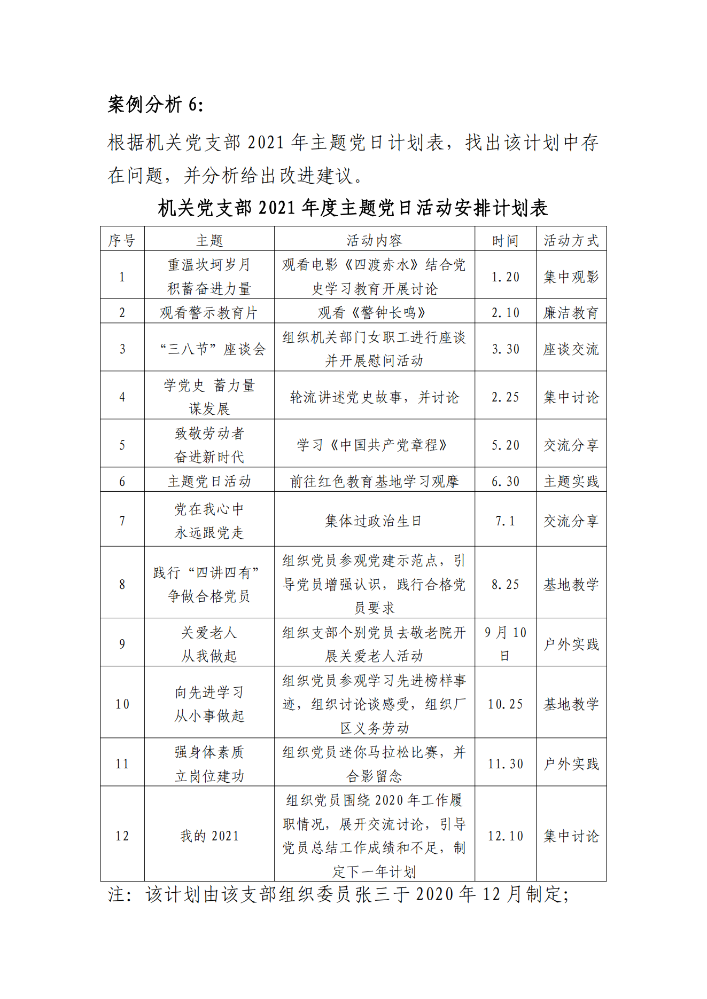 案例分析 6:
根据机关党支部 2021 年主题党日计划表，找出该计划中存
在问题，并分析给出改进建议。
机关党支部 2021 年度主题党日活动安排计划表
序号 主题 活动内容 时间 活动方式
1 重温坎坷岁月 观看电影《四渡赤水》结合党 1.20 集中观影
积蓄奋进力量 史学习教育开展讨论
2 观看警示教育片 观看《警钟长鸣》 2.10 廉洁教育
3 “三八节”座谈会 组织机关部门女职工进行座谈 3.30 座谈交流
并开展慰问活动
4 学党史 蓄力量 轮流讲述党史故事，并讨论 2.25 集中讨论
谋发展
5 致敬劳动者 学习《中国共产党章程》 5.20 交流分享
奋进新时代
6 主题党日活动 前往红色教育基地学习观摩 6.30 主题实践
7 党在我心中 集体过政治生日 7.1 交流分享
永远跟党走
8 践行“四讲四有” 组织党员参观党建示范点，引 8.25 基地教学
争做合格党员 导党员增强认识，践行合格党
员要求
9 关爱老人 组织支部个别党员去敬老院开 9 月 10 户外实践
从我做起 展关爱老人活动 日
10 向先进学习 组织党员参观学习先进榜样事 10.25 基地教学
从小事做起 迹，组织讨论谈感受，组织厂
区义务劳动
11 强身体素质 组织党员迷你马拉松比赛，并 11.30 户外实践
立岗位建功 合影留念
12 我的 2021 组织党员围绕 2020 年工作履 12.10 集中讨论
职情况，展开交流讨论，引导
党员总结工作成绩和不足，制
定下一年计划
注：该计划由该支部组织委员张三于 2020 年 12 月制定；